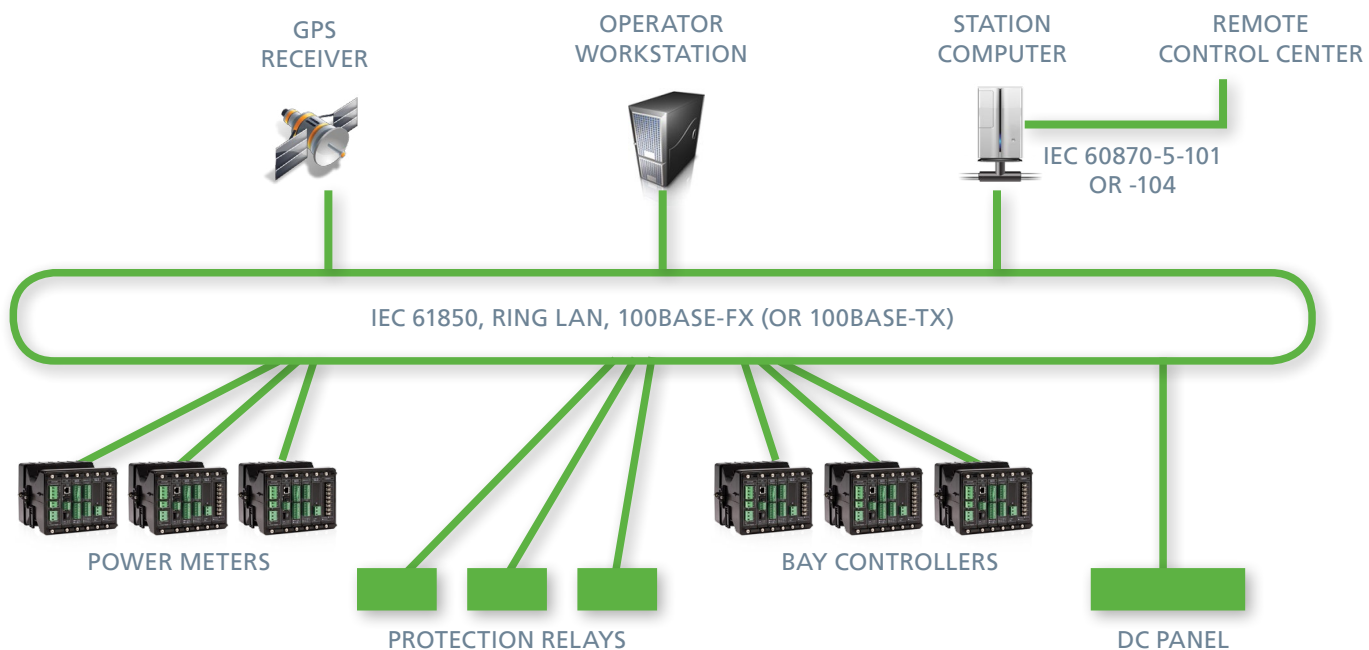 GPS
RECEIVER
OPERATOR
WORKSTATION
STATION
COMPUTER
REMOTE
CONTROL CENTER
IEC 60870-5-101
OR -104
IEC 61850, RING LAN, 100BASE-FX (OR 100BASE-TX)
POWER METERS
BAY CONTROLLERS
PROTECTION RELAYS
DC PANEL